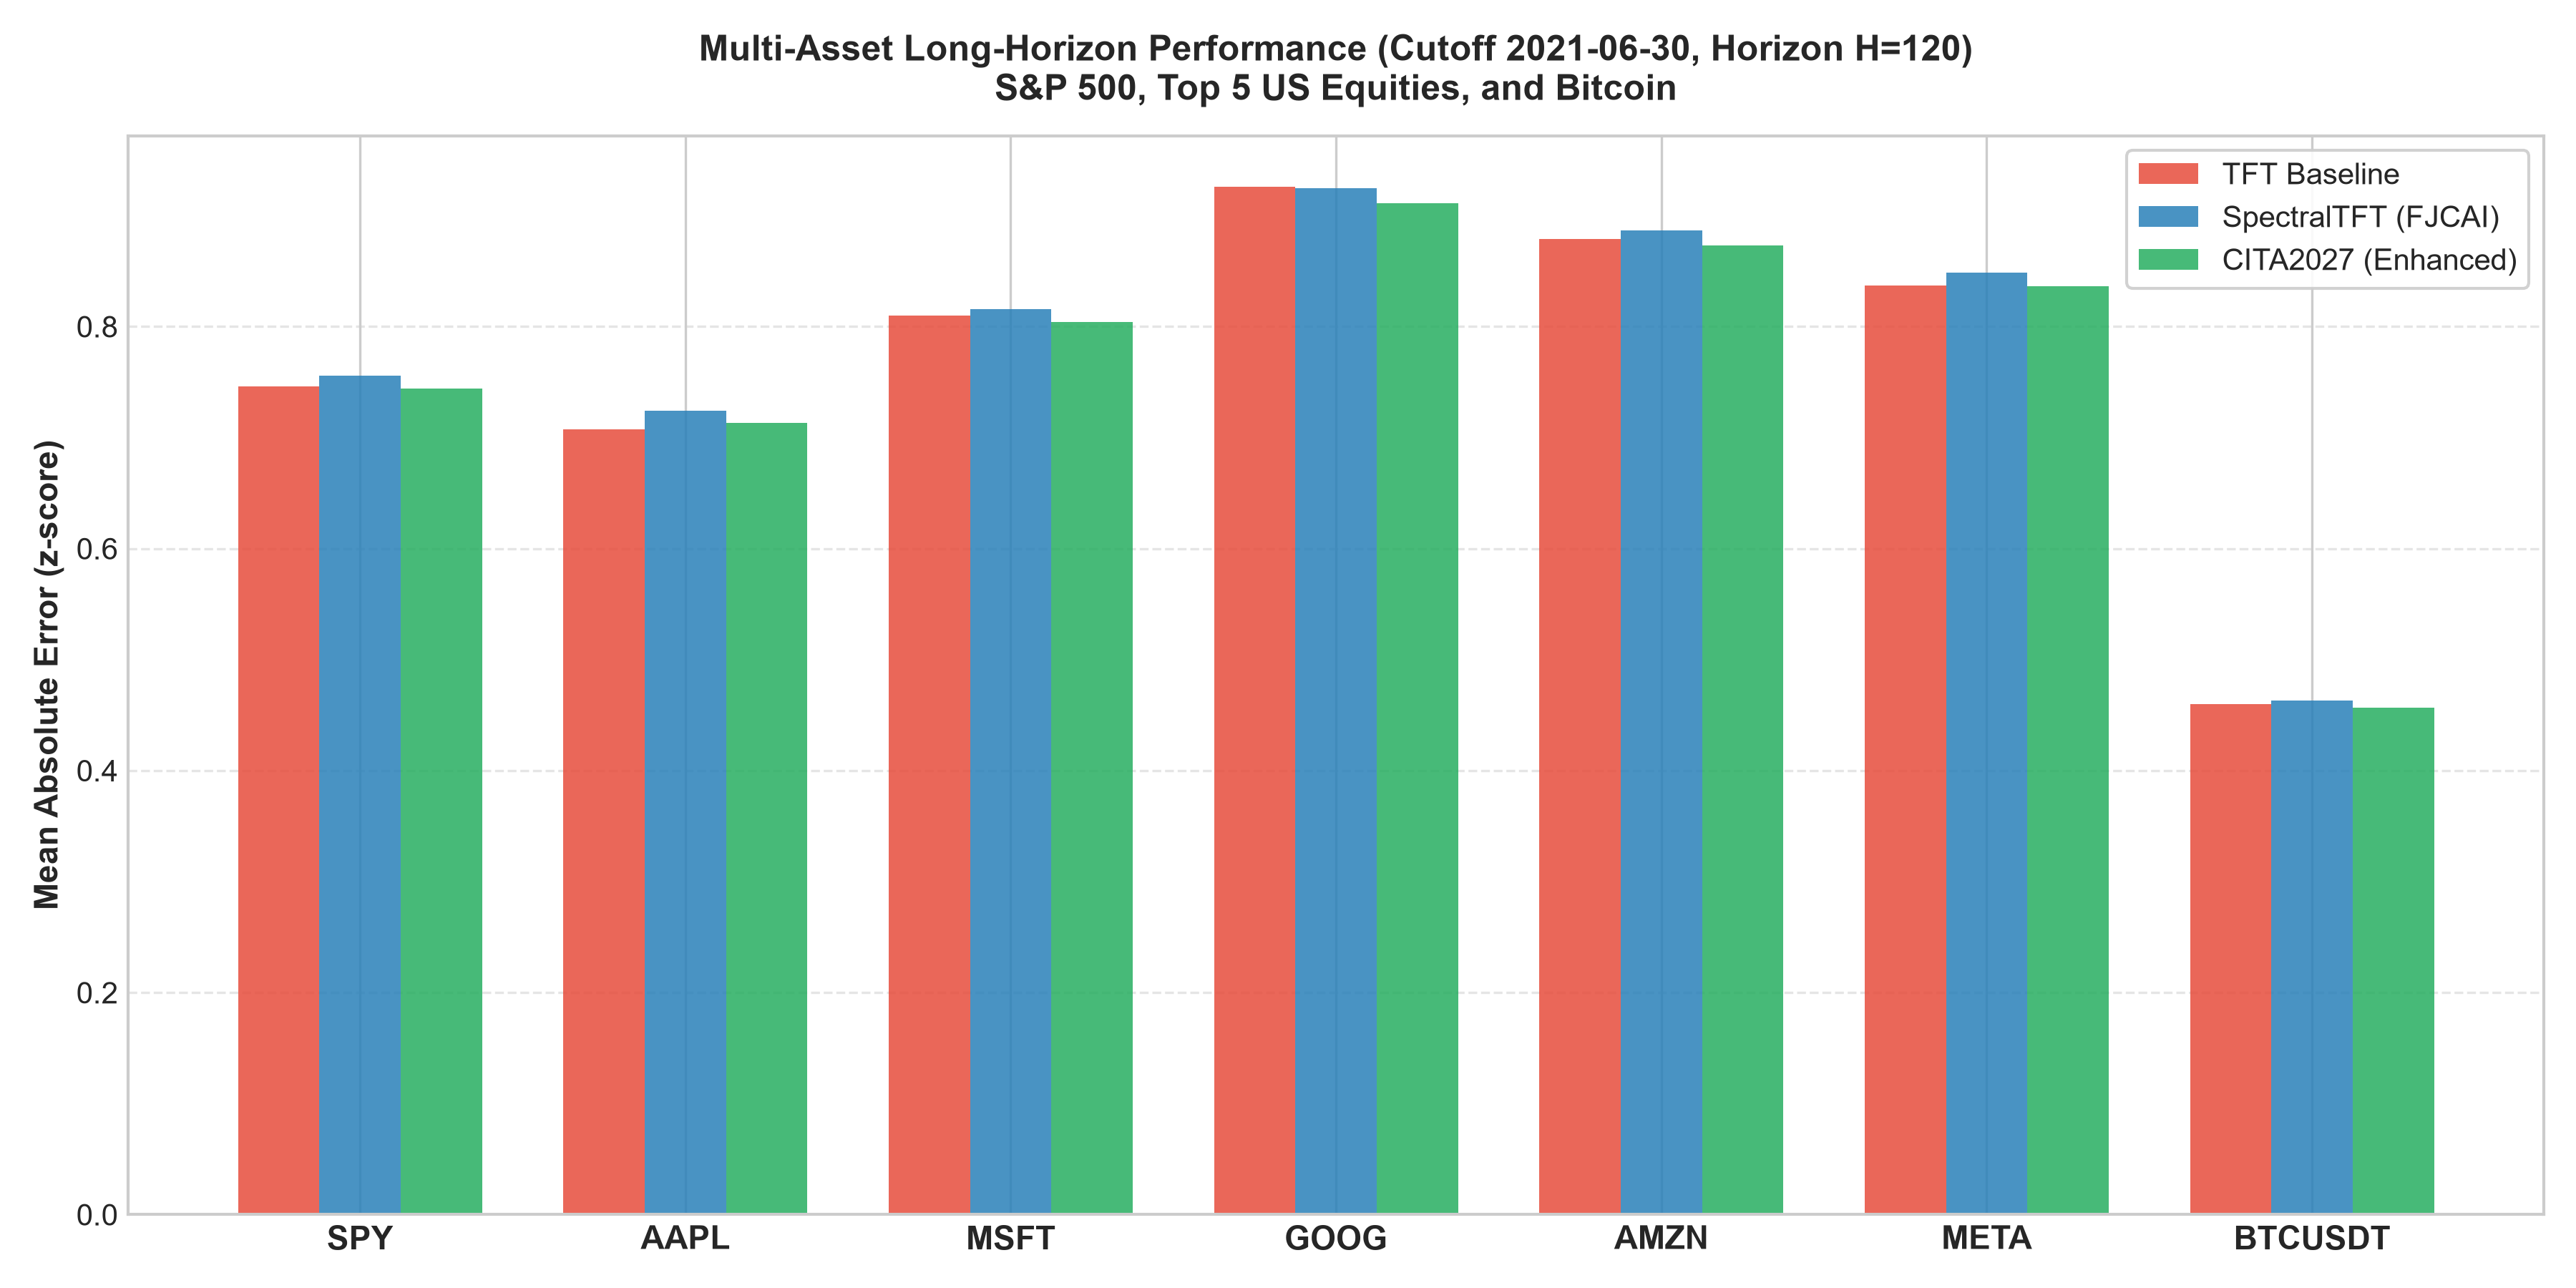 Multi-Asset Long-Horizon Performance (Cutoff 2021-06-30, Horizon H=120)
S&P 500, Top 5 US Equities, and Bitcoin
TFT Baseline
SpectralTFT (FJCAI)
CITA2027 (Enhanced)
Mean Absolute Error (z-score)
0.8
0.6
0.4
0.2
0.0
SPY
AAPL
MSFT
GOOG
AMZN
META
BTCUSDT